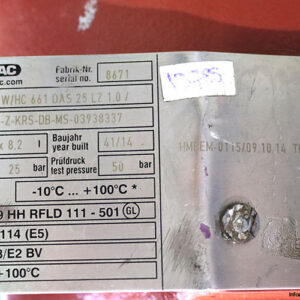 AC
Fabrik-Nr.
serial no.
8671
c.com
W/HC 661 DAS 25 LZ 1.0 /
-Z-KRS-DB-MS-03938337
x 8.2 l
Baujahr
year built
41/14
25 bar
Prüfdruck
test pressure
50 bar
HMBEM-0115/09.10.14
-10°C ... +100°C *
9 HH RFLD 111 - 501 GL
114 (E5)
/E2 BV
+100°C